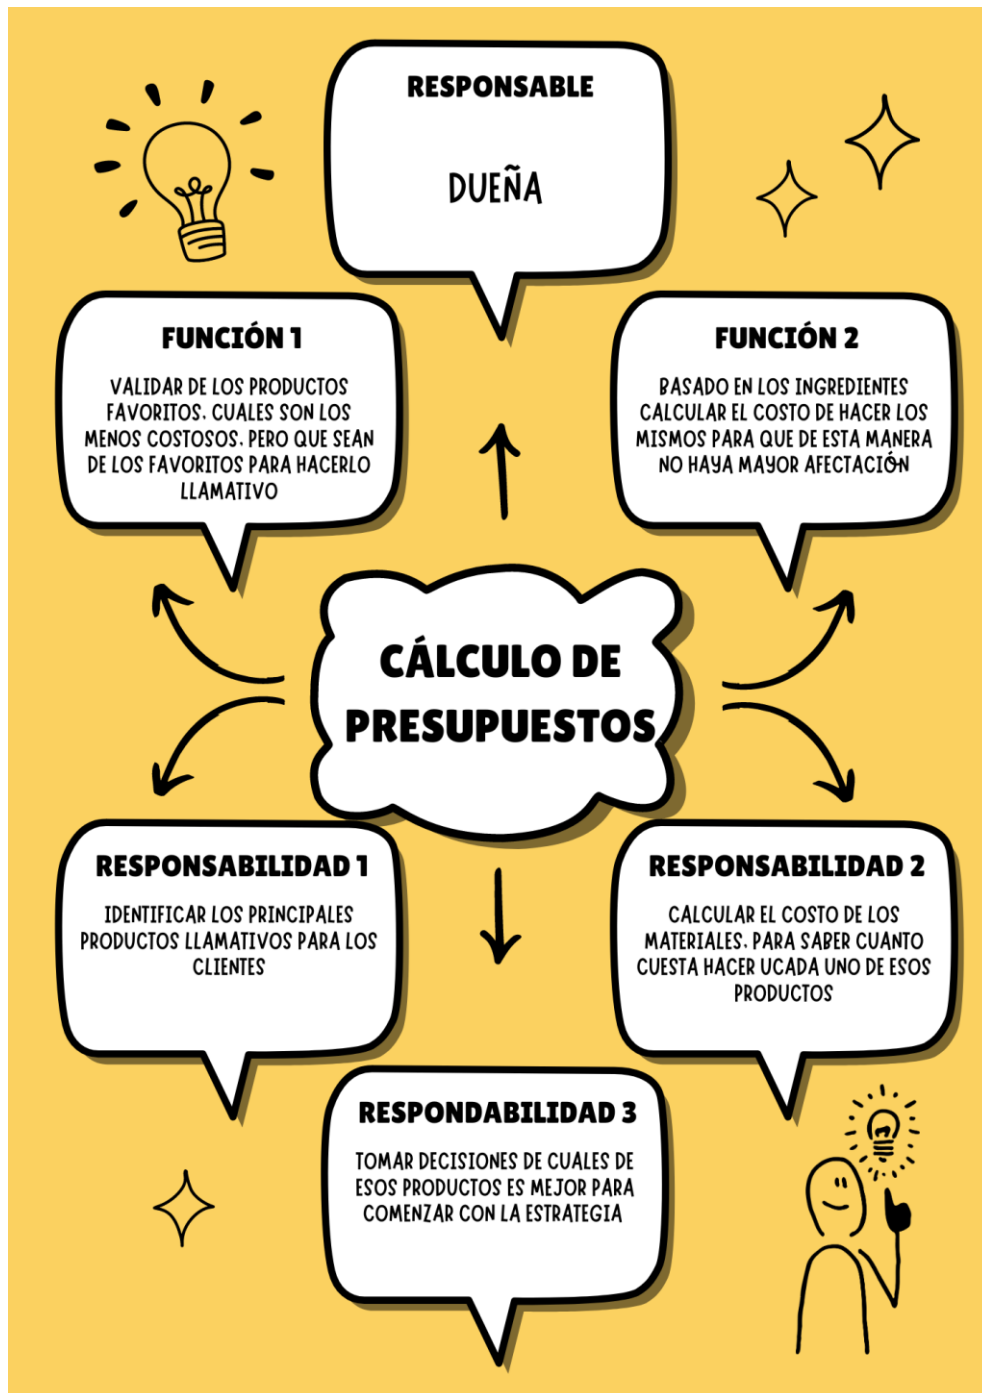 RESPONSABLE
DUEÑA
FUNCIÓN 1
VALIDAR DE LOS PRODUCTOS
FAVORITOS, CUALES SON LOS
MENOS COSTOSOS, PERO QUE SEAN
DE LOS FAVORITOS PARA HACERLO
LLAMATIVO
FUNCIÓN 2
BASADO EN LOS INGREDIENTES
CALCULAR EL COSTO DE HACER LOS
MISMOS PARA QUE DE ESTA MANERA
NO HAYA MAYOR AFECTACIÓN
CÁLCULO DE
PRESUPUESTOS
RESPONSABILIDAD 1
IDENTIFICAR LOS PRINCIPALES
PRODUCTOS LLAMATIVOS PARA LOS
CLIENTES
RESPONSABILIDAD 2
CALCULAR EL COSTO DE LOS
MATERIALES, PARA SABER CUANTO
CUESTA HACER UCADA UNO DE ESOS
PRODUCTOS
RESPONDABILIDAD 3
TOMAR DECISIONES DE CUALES DE
ESOS PRODUCTOS ES MEJOR PARA
COMENZAR CON LA ESTRATEGIA